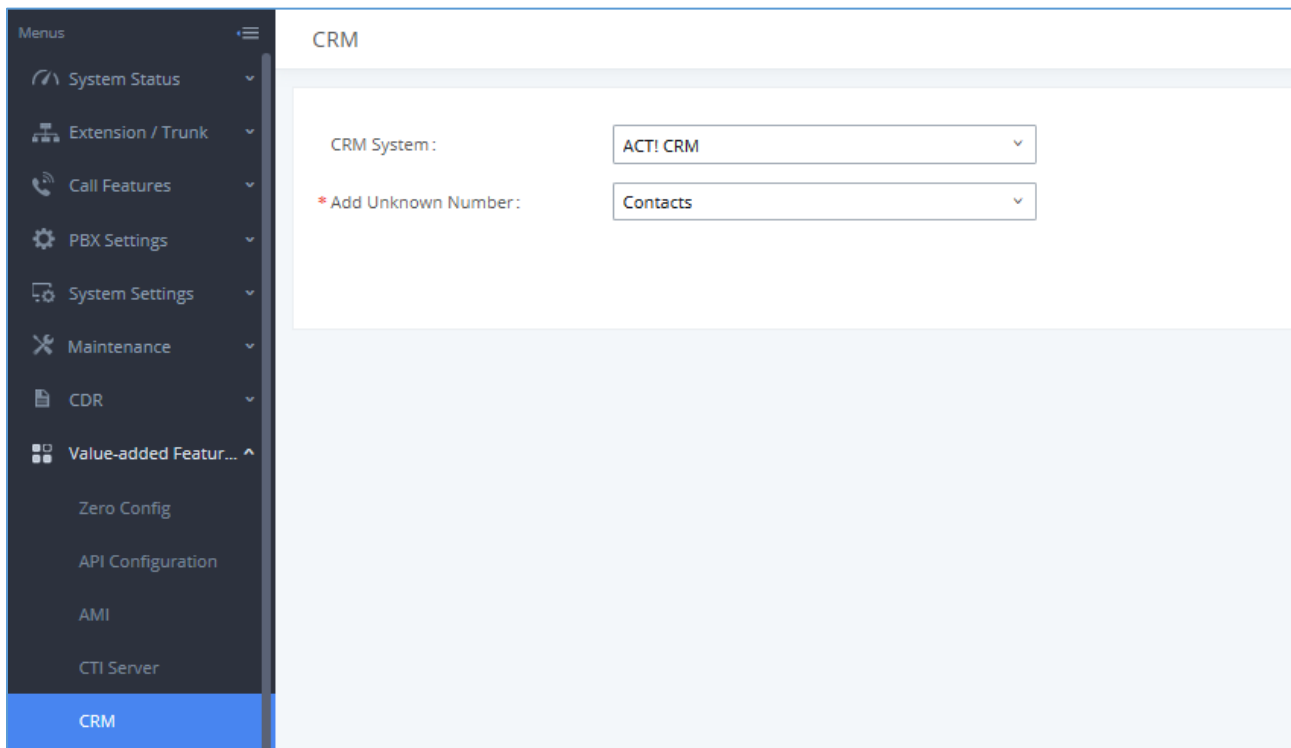 Menus
System Status
Extension / Trunk
Call Features
PBX Settings
System Settings
Maintenance
CDR
Value-added Featur...
Zero Config
API Configuration
AMI
CTI Server
CRM
CRM
CRM System:
ACT! CRM
* Add Unknown Number:
Contacts